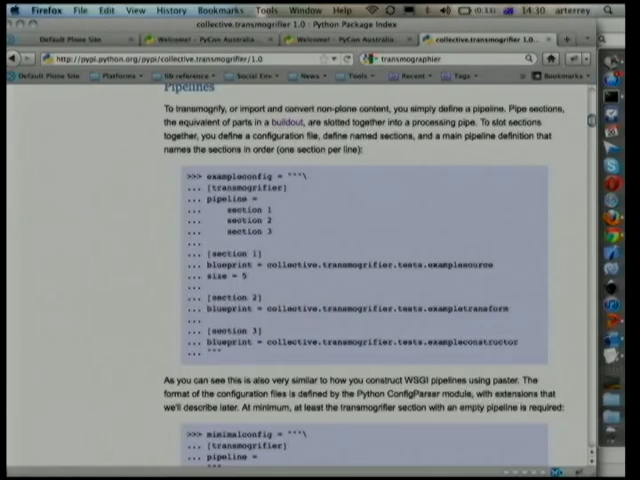 Firefox File Edit View History Bookmarks Tools Window Help (0:33) 14:30 arterrey
collective.transmogrifier 1.0 : Python Package Index
Default Plone Site Welcome! — PyCon Australia... Welcome! — PyCon Australia... collective.transmogrifier 1.0...
http://pypi.python.org/pypi/collective.transmogrifier/1.0 transmographier
Default Plone Site Platforms lib reference Social Env News Tools Recent Tags Bookmarks
Pipelines
To transmogrify, or import and convert non-plone content, you simply define a pipeline. Pipe sections,
the equivalent of parts in a buildout, are slotted together into a processing pipe. To slot sections
together, you define a configuration file, define named sections, and a main pipeline definition that
names the sections in order (one section per line):
>>> exampleconfig = """\
... [transmogrifier]
... pipeline =
... section 1
... section 2
... section 3
...
... [section 1]
... blueprint = collective.transmogrifier.tests.examplesource
... size = 5
...
... [section 2]
... blueprint = collective.transmogrifier.tests.exampletransform
...
... [section 3]
... blueprint = collective.transmogrifier.tests.exampleconstructor
... """
As you can see this is also very similar to how you construct WSGI pipelines using paster. The
format of the configuration files is defined by the Python ConfigParser module, with extensions that
we'll describe later. At minimum, at least the transmogrifier section with an empty pipeline is required:
>>> minimalconfig = """\
... [transmogrifier]
... pipeline =
... """